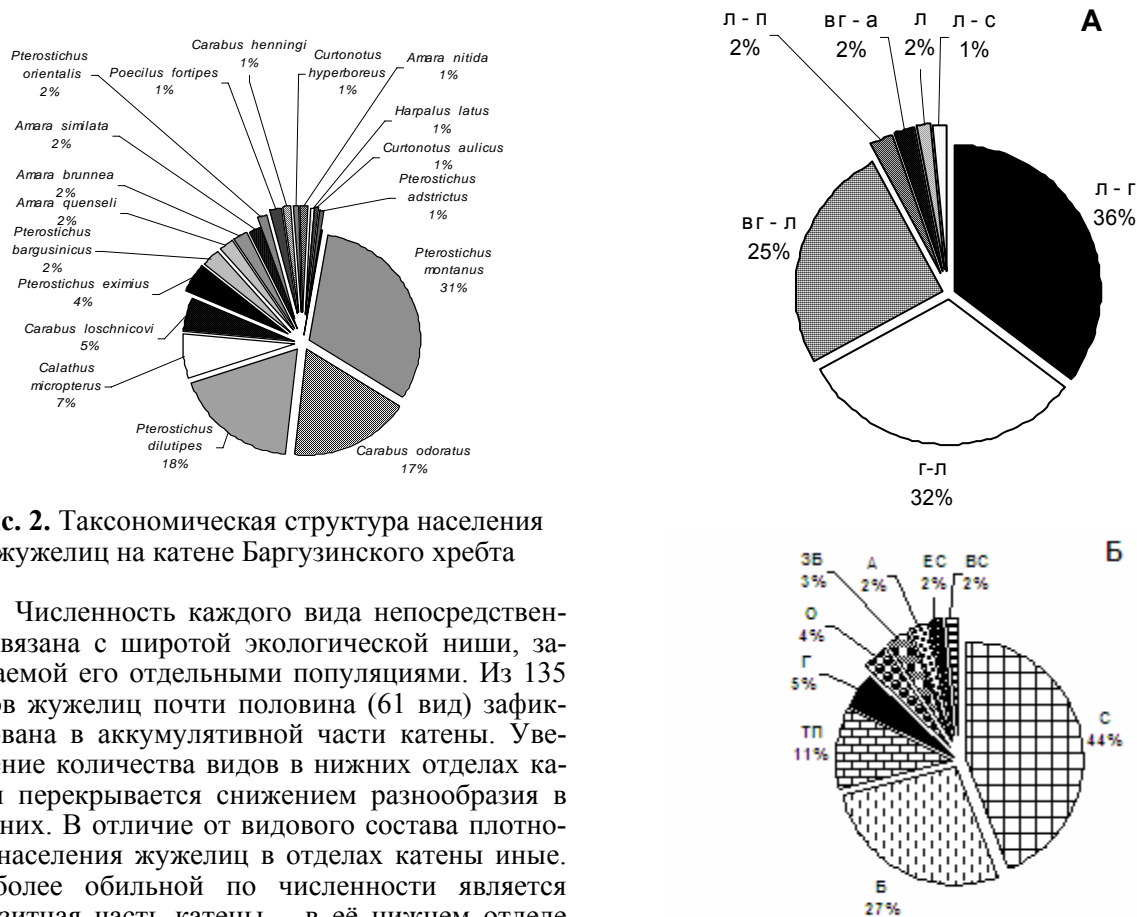 Carabus henningi
1%
Pterostichus
orientalis
2%
Poecilus fortipes
1%
Curtonotus
hyperboreus
1%
Amara nitida
1%
Harpalus latus
1%
Curtonotus aulicus
1%
Pterostichus
adstrictus
1%
Amara similata
2%
Amara brunnea
2%
Amara quenseli
2%
Pterostichus
bargusinicus
2%
Pterostichus eximius
4%
Carabus loschnicovi
5%
Calathus
micropterus
7%
Pterostichus
dilutipes
18%
Carabus odoratus
17%
Pterostichus
montanus
31%
с. 2. Таксономическая структура населения
жужелиц на катене Баргузинского хребта
Численность каждого вида непосредствен-
вязана с широтой экологической ниши, за-
аемой его отдельными популяциями. Из 135
ов жужелиц почти половина (61 вид) зафик-
ована в аккумулятивной части катены. Уве-
ение количества видов в нижних отделах ка-
и перекрывается снижением разнообразия в
них. В отличие от видового состава плотно-
населения жужелиц в отделах катены иные.
более обильной по численности является
зитная часть катены – в её нижнем отделе
А
л - п
2%
вг - а
2%
л
2%
л - с
1%
л - г
36%
вг - л
25%
г-л
32%
Б
ЗБ
3%
А
2%
ЕС
2%
ВС
2%
О
4%
Г
5%
ТП
11%
С
44%
Б
27%